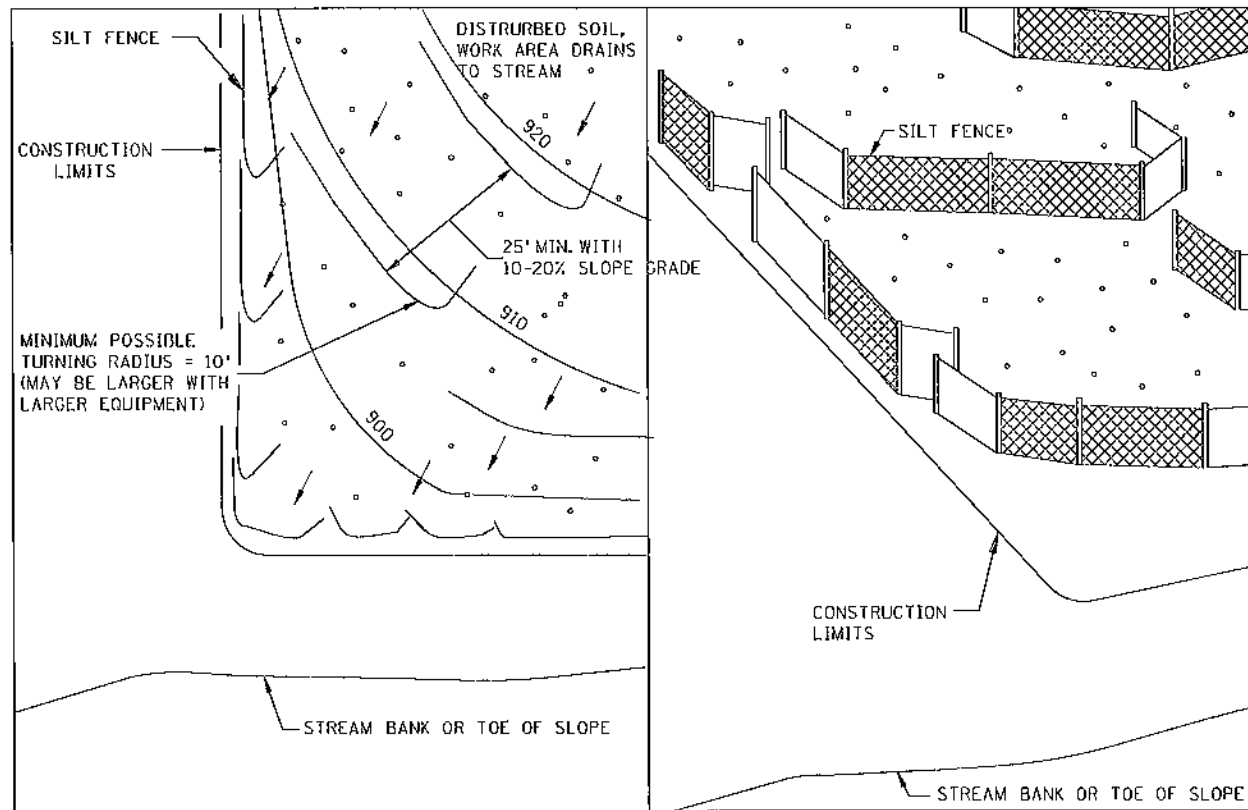 SILT FENCE
DISTRURBED SOIL,
WORK AREA DRAINS
TO STREAM
920
CONSTRUCTION
LIMITS
25' MIN. WITH
10-20% SLOPE GRADE
910
MINIMUM POSSIBLE
TURNING RADIUS = 10'
(MAY BE LARGER WITH
LARGER EQUIPMENT)
900
STREAM BANK OR TOE OF SLOPE
SILT FENCE
CONSTRUCTION
LIMITS
STREAM BANK OR TOE OF SLOPE